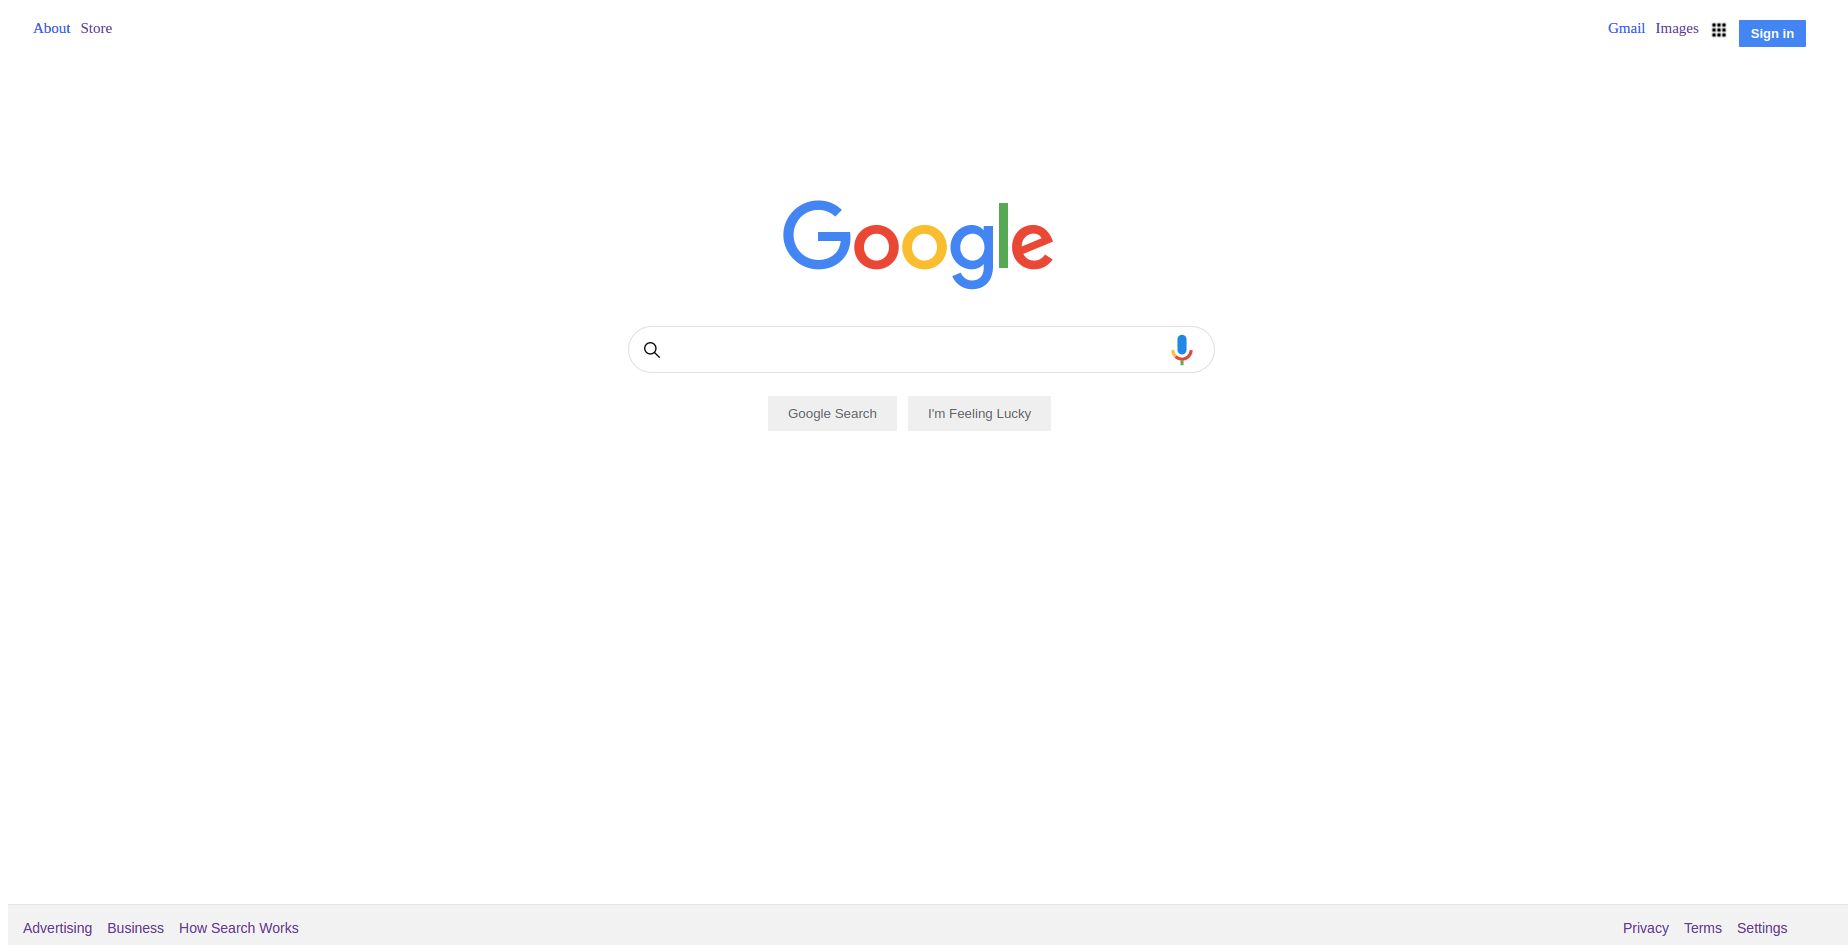 About Store Gmail Images Sign in
Google
Google Search I'm Feeling Lucky
Advertising Business How Search Works Privacy Terms Settings